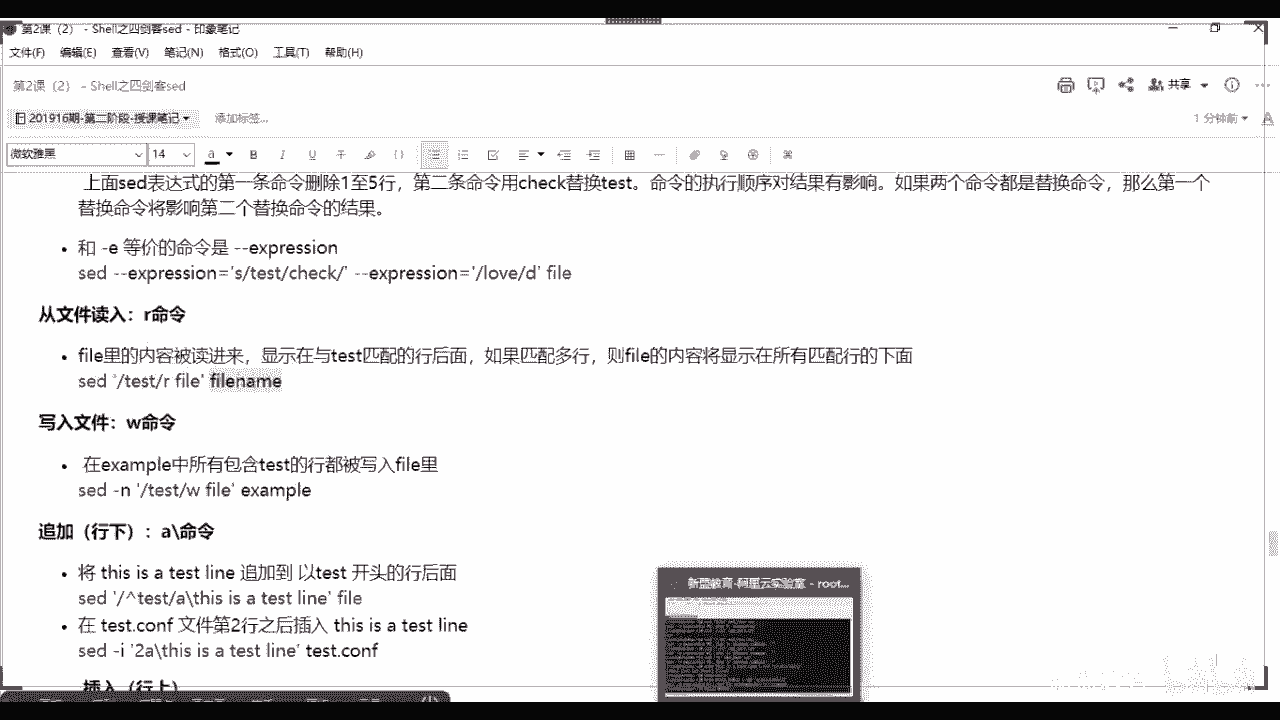 第2课（2） - Shell之四剑客sed - 印象笔记
文件(F) 编辑(E) 查看(V) 笔记(N) 格式(O) 工具(T) 帮助(H)
第2课（2） - Shell之四剑客sed
共享
201916期-第二阶段-授课笔记 添加标签...
1 分钟前
微软雅黑 14
上面sed表达式的第一条命令删除1至5行，第二条命令用check替换test。命令的执行顺序对结果有影响。如果两个命令都是替换命令，那么第一个
替换命令将影响第二个替换命令的结果。
• 和 -e 等价的命令是 --expression
sed --expression='s/test/check/' --expression='/love/d' file
从文件读入：r命令
• file里的内容被读进来，显示在与test匹配的行后面，如果匹配多行，则file的内容将显示在所有匹配行的下面
sed '/test/r file' filename
写入文件：w命令
• 在example中所有包含test的行都被写入file里
sed -n '/test/w file' example
追加（行下）：a\命令
• 将 this is a test line 追加到 以test 开头的行后面
sed '/^test/a\this is a test line' file
• 在 test.conf 文件第2行之后插入 this is a test line
sed -i '2a\this is a test line' test.conf
插入（行上）
新盟教育-阿里云实验室 - root...